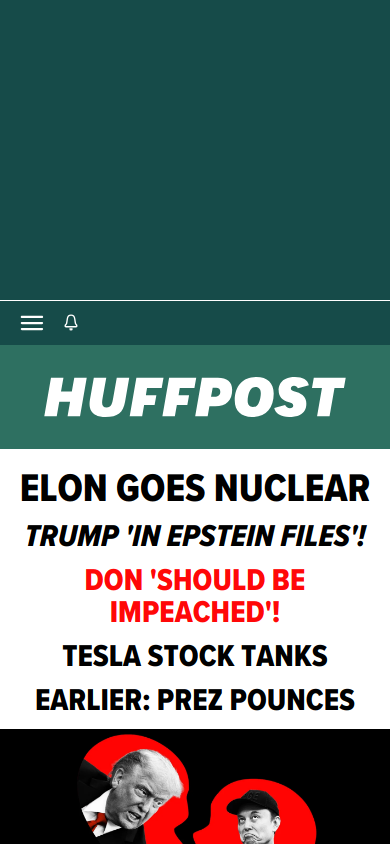 HUFFPOST
ELON GOES NUCLEAR
TRUMP 'IN EPSTEIN FILES'!
DON 'SHOULD BE
IMPEACHED'!
TESLA STOCK TANKS
EARLIER: PREZ POUNCES